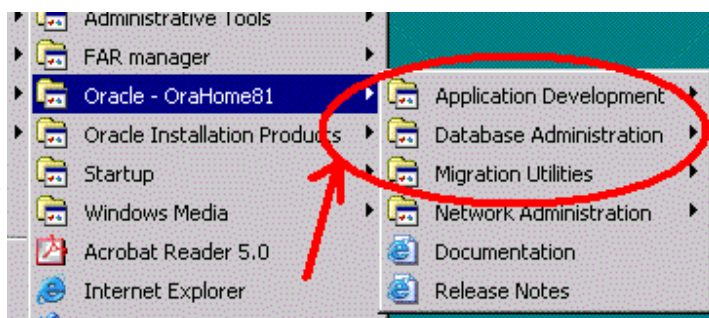 Administrative Tools
FAR manager
Oracle - OraHome81
Oracle Installation Products
Startup
Windows Media
Acrobat Reader 5.0
Internet Explorer
Application Development
Database Administration
Migration Utilities
Network Administration
Documentation
Release Notes